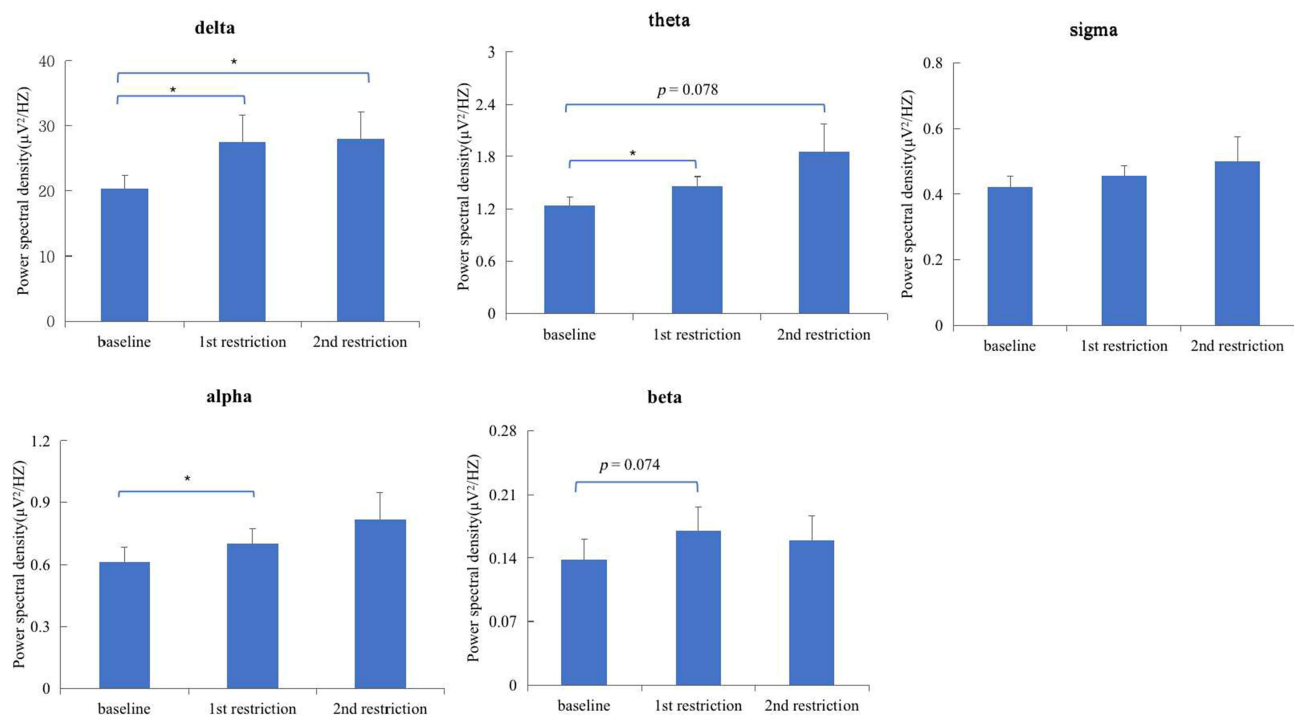 delta
Power spectral density(µV²/HZ)
40
30
20
10
0
*
*
baseline 1st restriction 2nd restriction
theta
Power spectral density(µV²/HZ)
3
2.4
1.8
1.2
0.6
0
p = 0.078
*
baseline 1st restriction 2nd restriction
sigma
Power spectral density(µV²/HZ)
0.8
0.6
0.4
0.2
0
baseline 1st restriction 2nd restriction
alpha
Power spectral density(µV²/HZ)
1.2
0.9
0.6
0.3
0
*
baseline 1st restriction 2nd restriction
beta
Power spectral density(µV²/HZ)
0.28
0.21
0.14
0.07
0
p = 0.074
baseline 1st restriction 2nd restriction